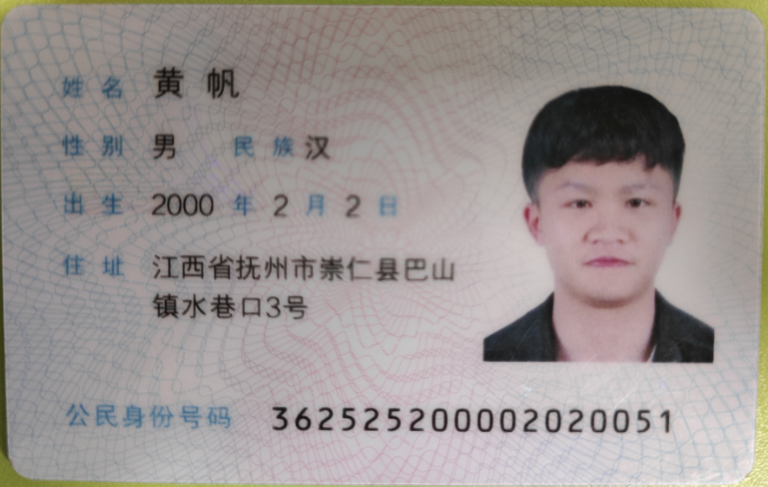 姓名 黄帆
性别 男 民族 汉
出生 2000 年 2 月 2 日
住址 江西省抚州市崇仁县巴山
镇水巷口3号
公民身份号码 362525200002020051